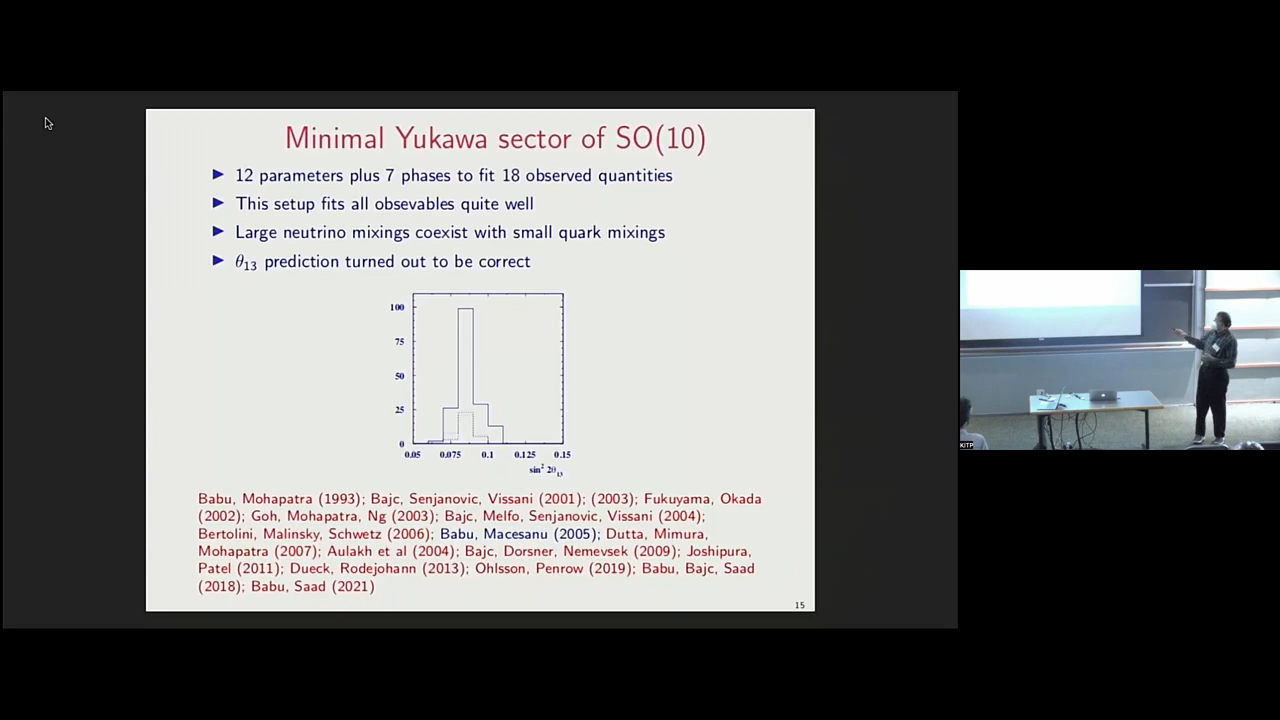 Minimal Yukawa sector of SO(10)
▶ 12 parameters plus 7 phases to fit 18 observed quantities
▶ This setup fits all obsevables quite well
▶ Large neutrino mixings coexist with small quark mixings
▶ θ₁₃ prediction turned out to be correct
100
75
50
25
0
0.05 0.075 0.1 0.125 0.15
sin² 2θ₁₃
Babu, Mohapatra (1993); Bajc, Senjanovic, Vissani (2001); (2003); Fukuyama, Okada
(2002); Goh, Mohapatra, Ng (2003); Bajc, Melfo, Senjanovic, Vissani (2004);
Bertolini, Malinsky, Schwetz (2006); Babu, Macesanu (2005); Dutta, Mimura,
Mohapatra (2007); Aulakh et al (2004); Bajc, Dorsner, Nemevsek (2009); Joshipura,
Patel (2011); Dueck, Rodejohann (2013); Ohlsson, Penrow (2019); Babu, Bajc, Saad
(2018); Babu, Saad (2021)
15
KITP